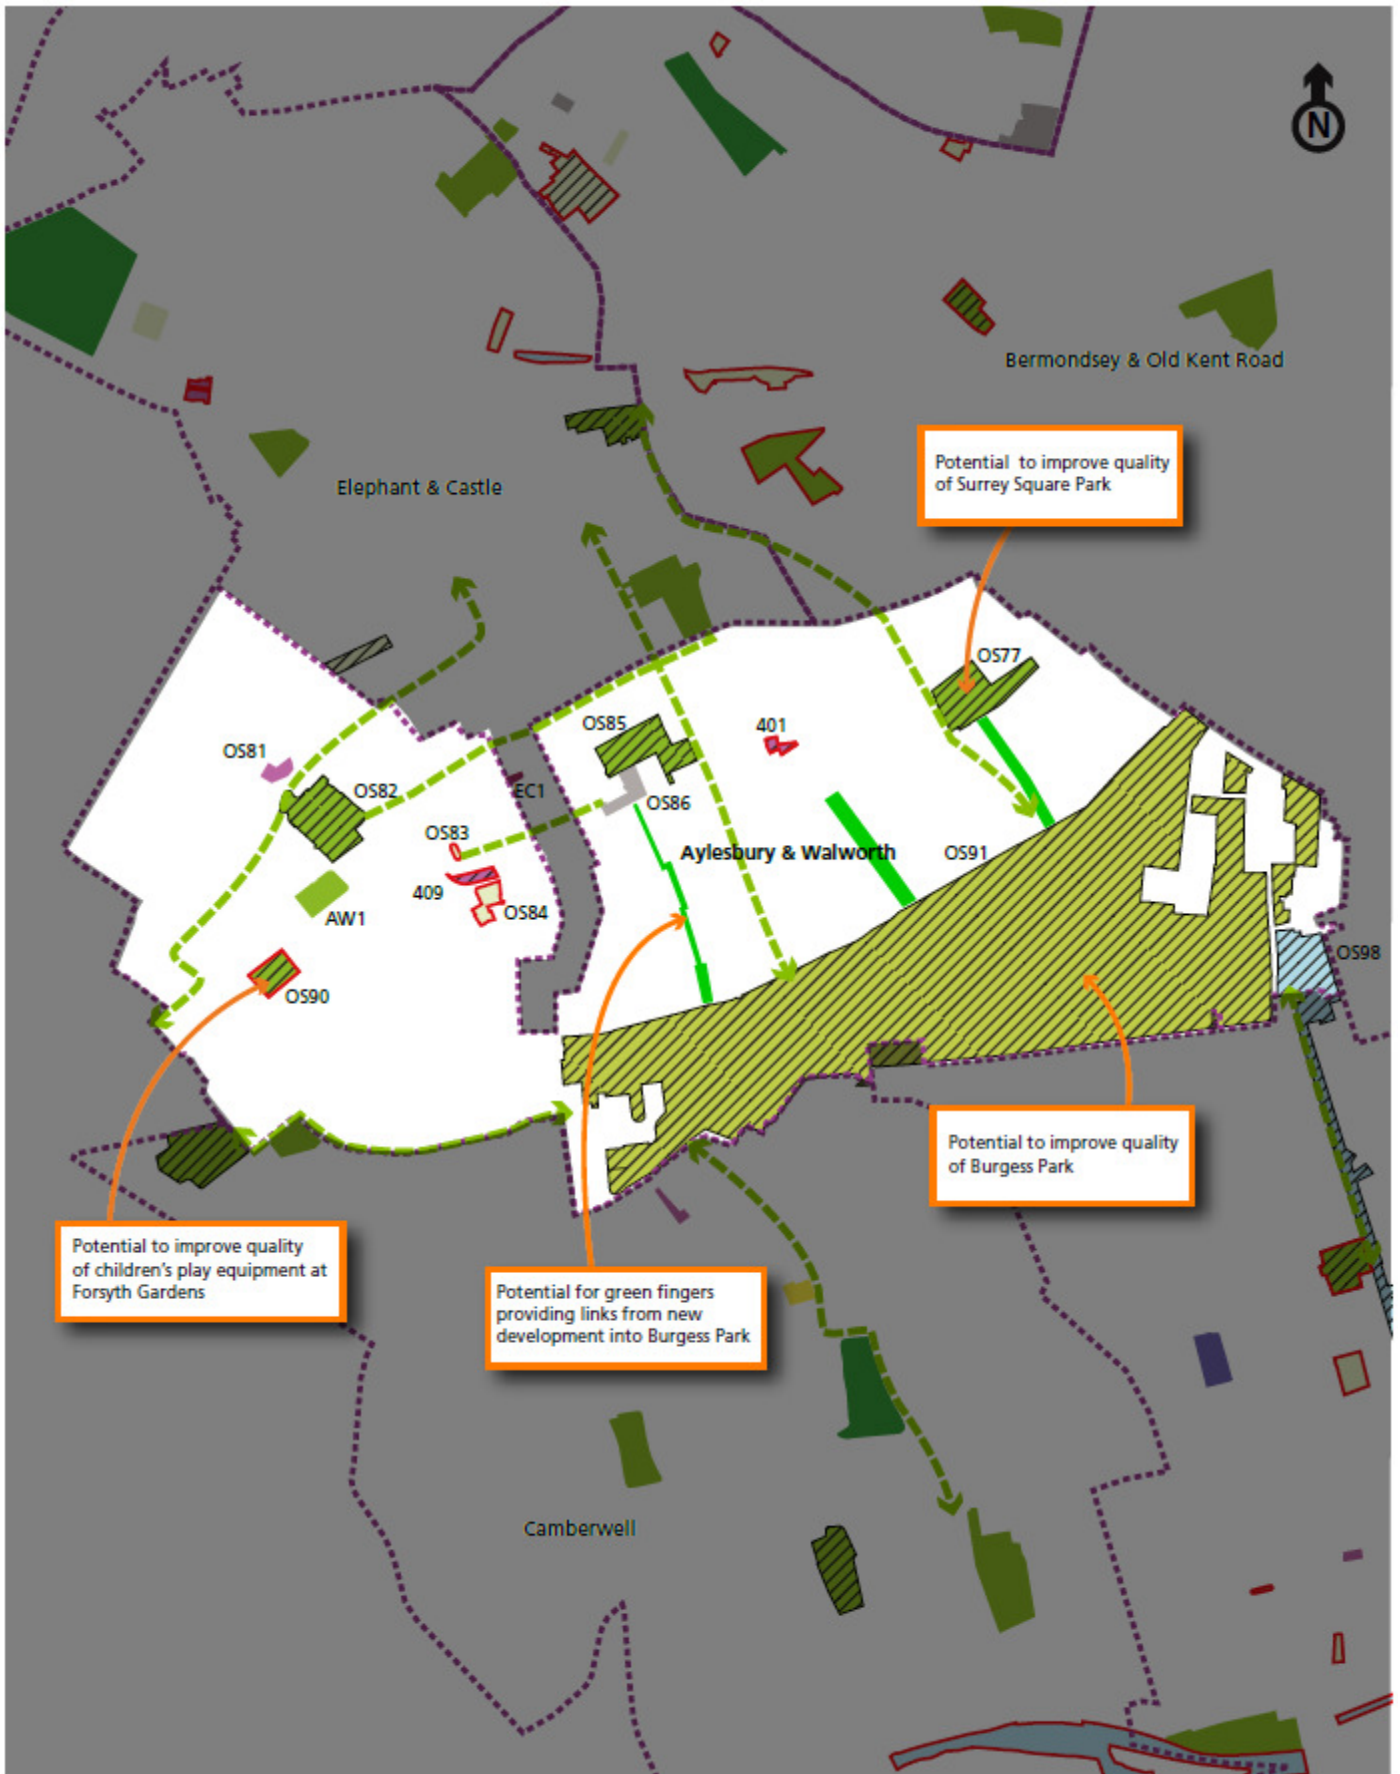 N
Bermondsey & Old Kent Road
Potential to improve quality
of Surrey Square Park
Elephant & Castle
OS77
OS85
401
OS81
OS82
EC1
OS86
OS83
Aylesbury & Walworth
OS91
409
OS84
AW1
OS98
OS90
Potential to improve quality
of Burgess Park
Potential to improve quality
of children's play equipment at
Forsyth Gardens
Potential for green fingers
providing links from new
development into Burgess Park
Camberwell